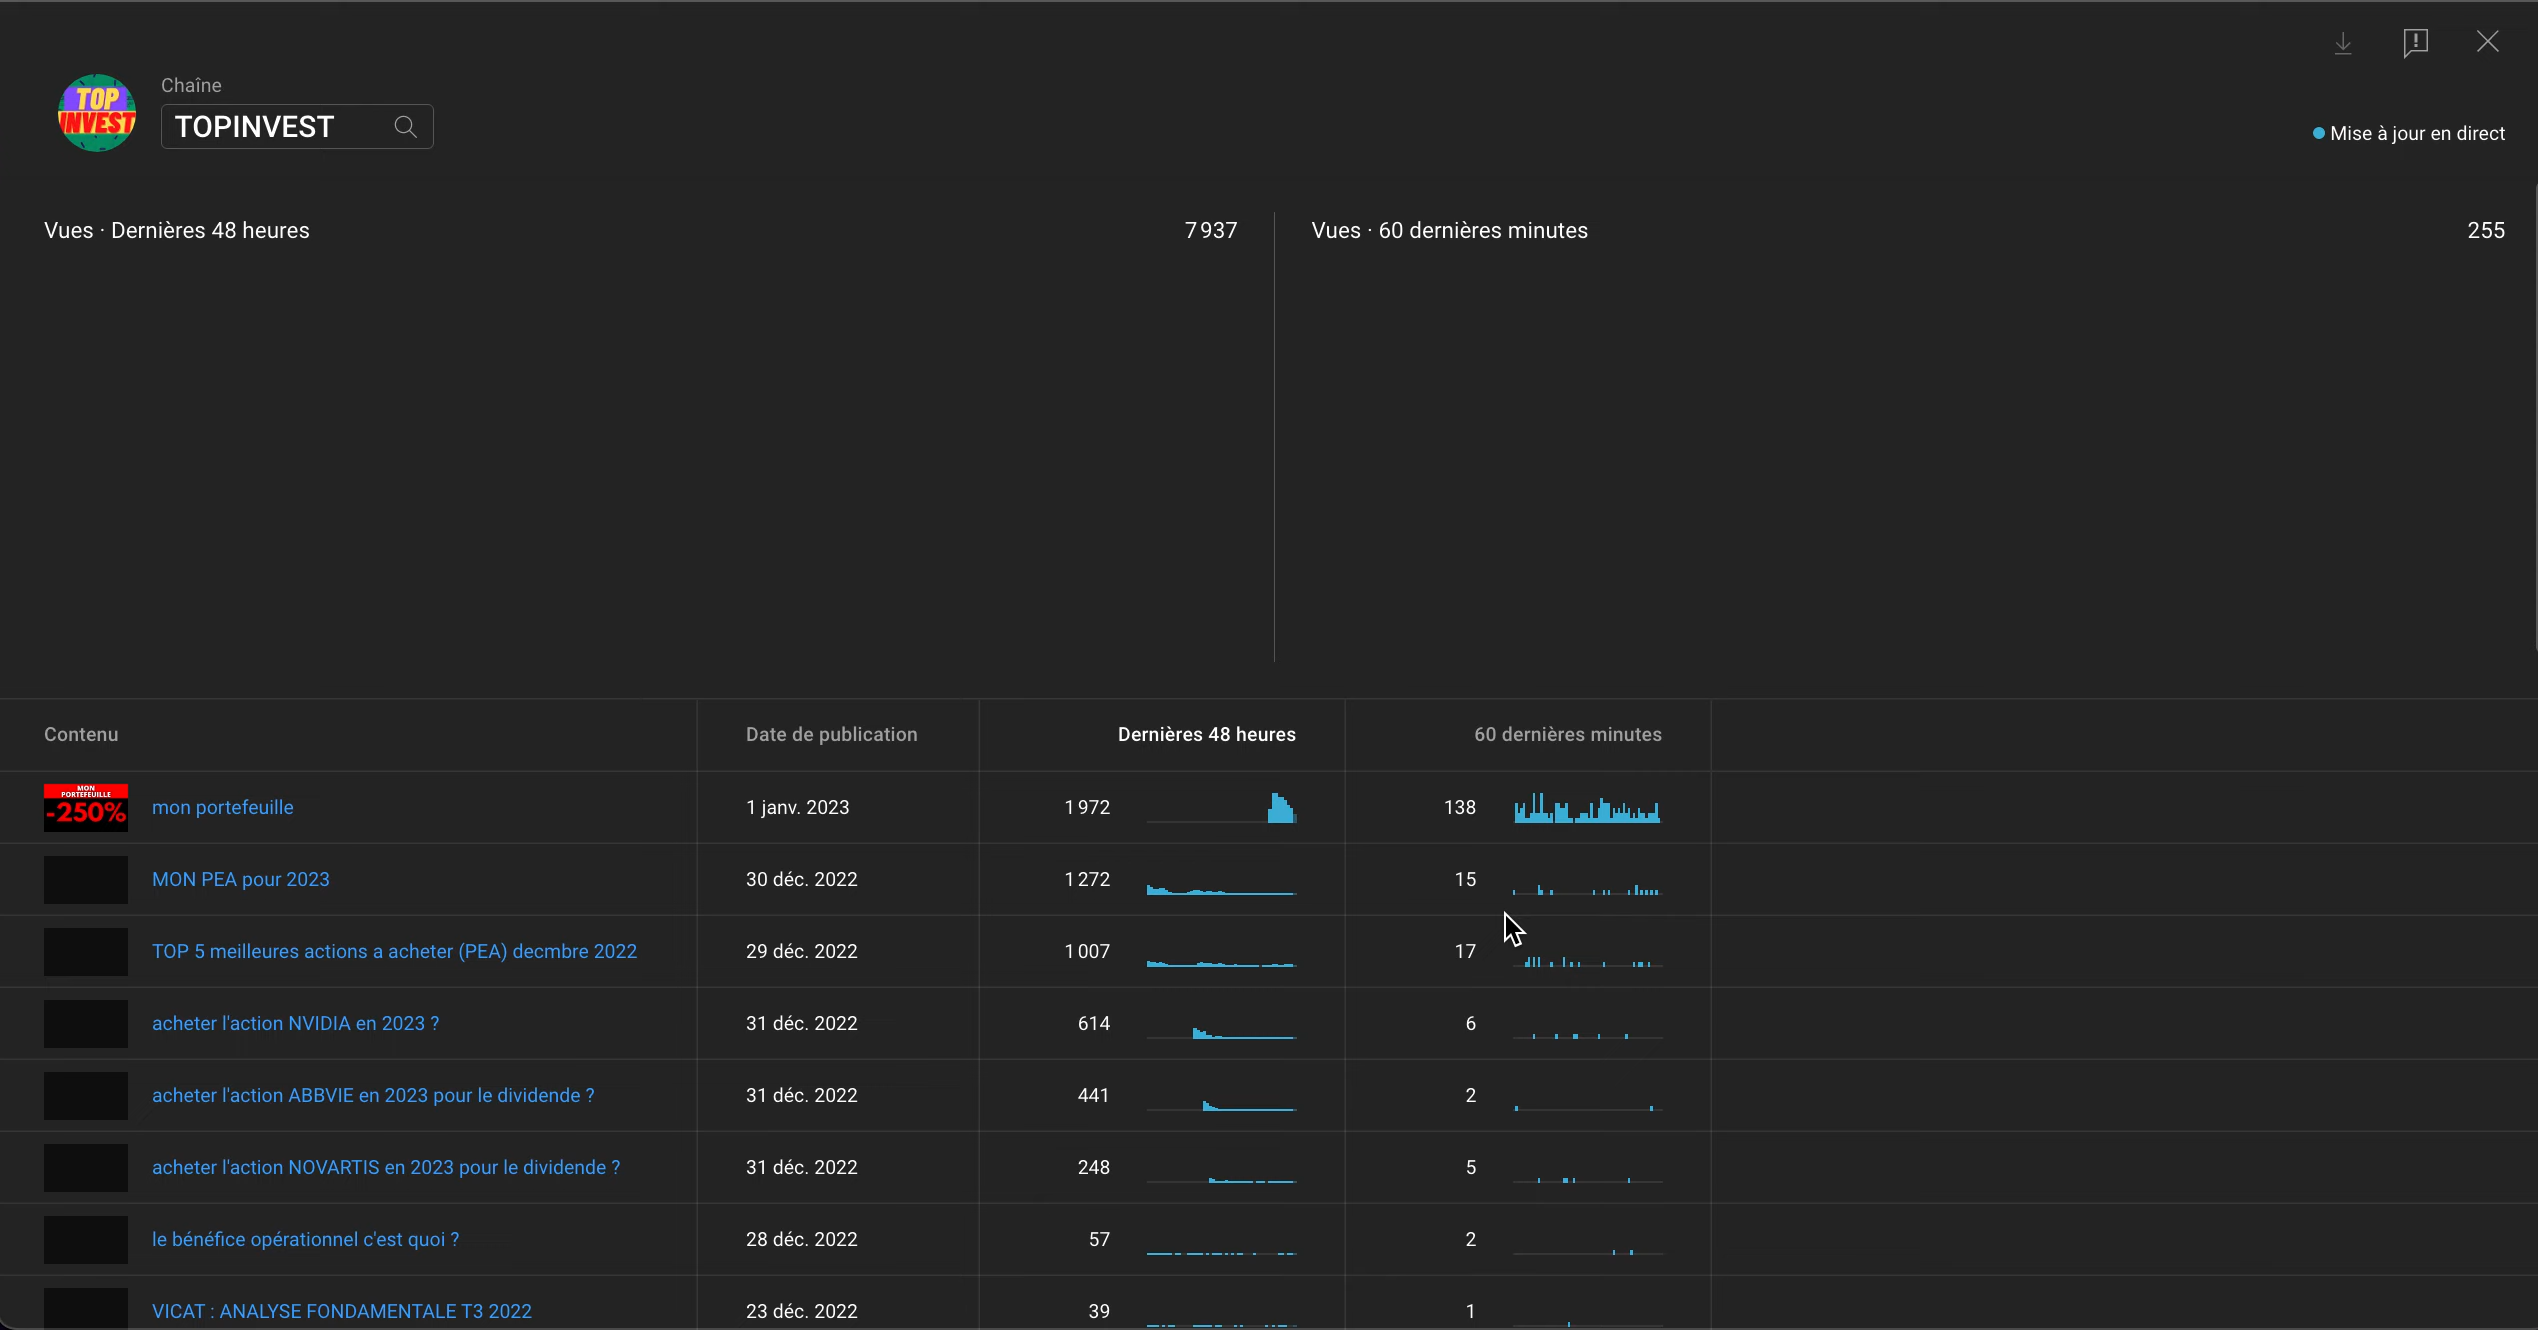 TOP
INVEST
Chaîne
TOPINVEST
Mise à jour en direct
Vues · Dernières 48 heures 7 937
Vues · 60 dernières minutes 255
Contenu Date de publication Dernières 48 heures 60 dernières minutes
MON
PORTEFEUILLE
-250%
mon portefeuille 1 janv. 2023 1 972 138
MON PEA pour 2023 30 déc. 2022 1 272 15
TOP 5 meilleures actions a acheter (PEA) decmbre 2022 29 déc. 2022 1 007 17
acheter l'action NVIDIA en 2023 ? 31 déc. 2022 614 6
acheter l'action ABBVIE en 2023 pour le dividende ? 31 déc. 2022 441 2
acheter l'action NOVARTIS en 2023 pour le dividende ? 31 déc. 2022 248 5
le bénéfice opérationnel c'est quoi ? 28 déc. 2022 57 2
VICAT : ANALYSE FONDAMENTALE T3 2022 23 déc. 2022 39 1